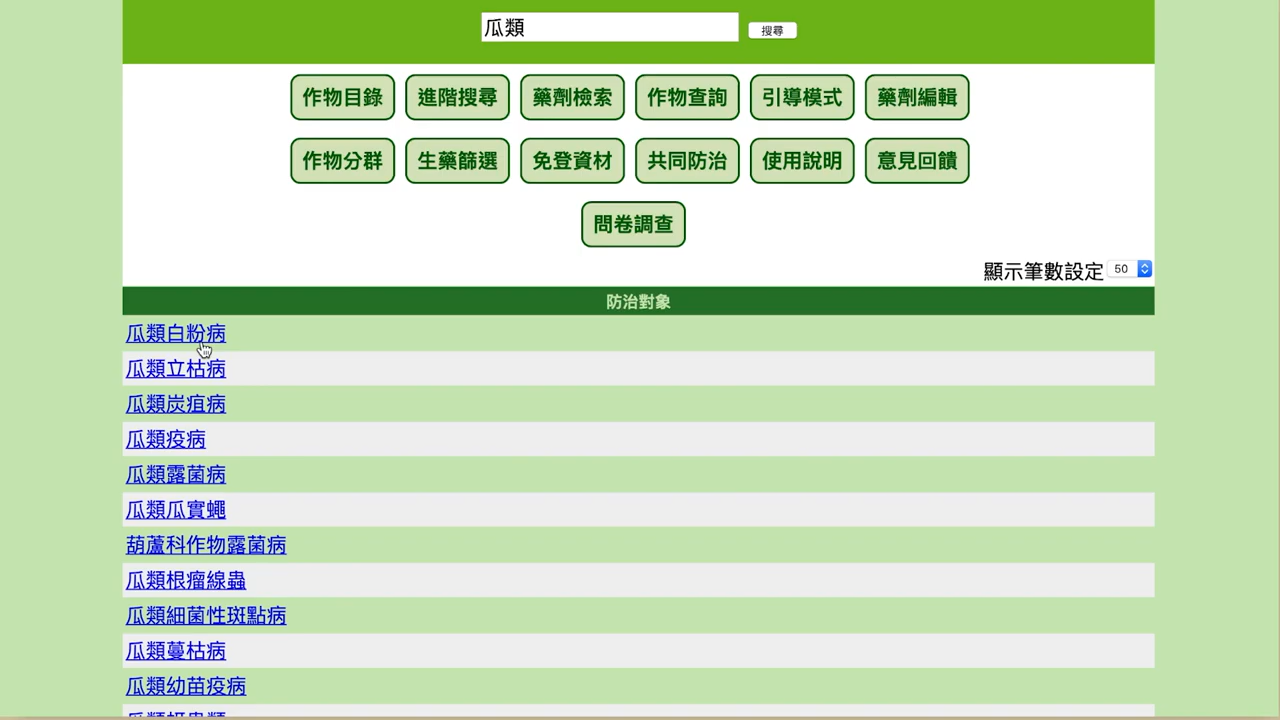 瓜類 搜尋
作物目錄 進階搜尋 藥劑檢索 作物查詢 引導模式 藥劑編輯
作物分群 生藥篩選 免登資材 共同防治 使用說明 意見回饋
問卷調查
顯示筆數設定 50
防治對象
瓜類白粉病
瓜類立枯病
瓜類炭疽病
瓜類疫病
瓜類露菌病
瓜類瓜實蠅
葫蘆科作物露菌病
瓜類根瘤線蟲
瓜類細菌性斑點病
瓜類蔓枯病
瓜類幼苗疫病